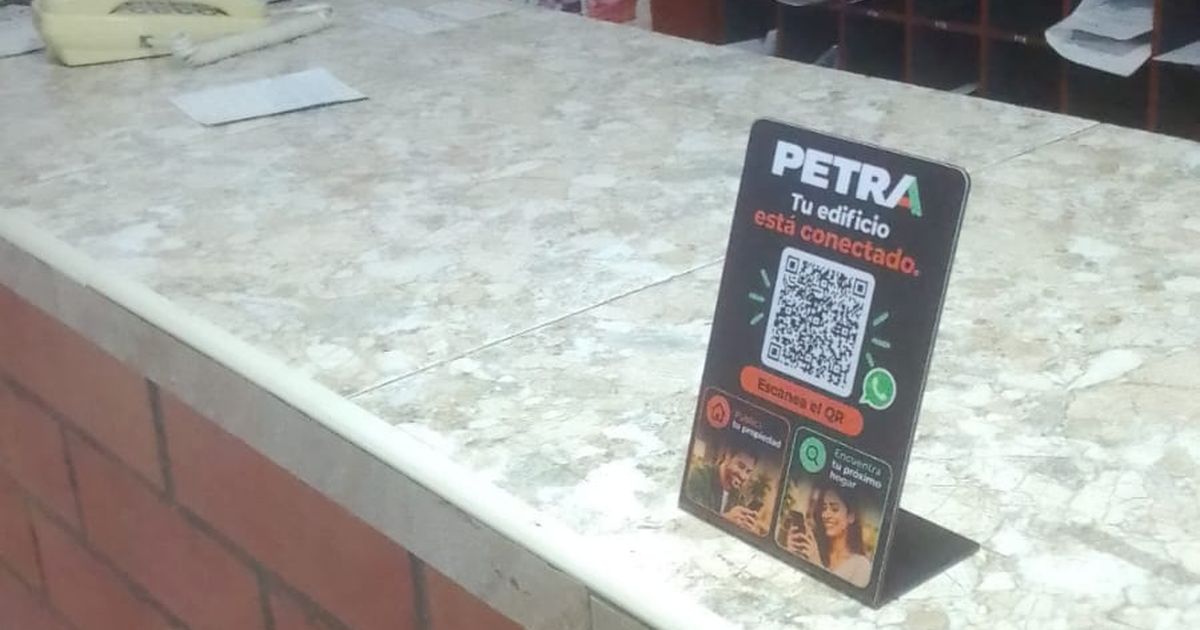 PETRA
Tu edificio
está conectado.
Escanea el QR
Publica
tu propiedad
Encuentra
tu próximo
hogar